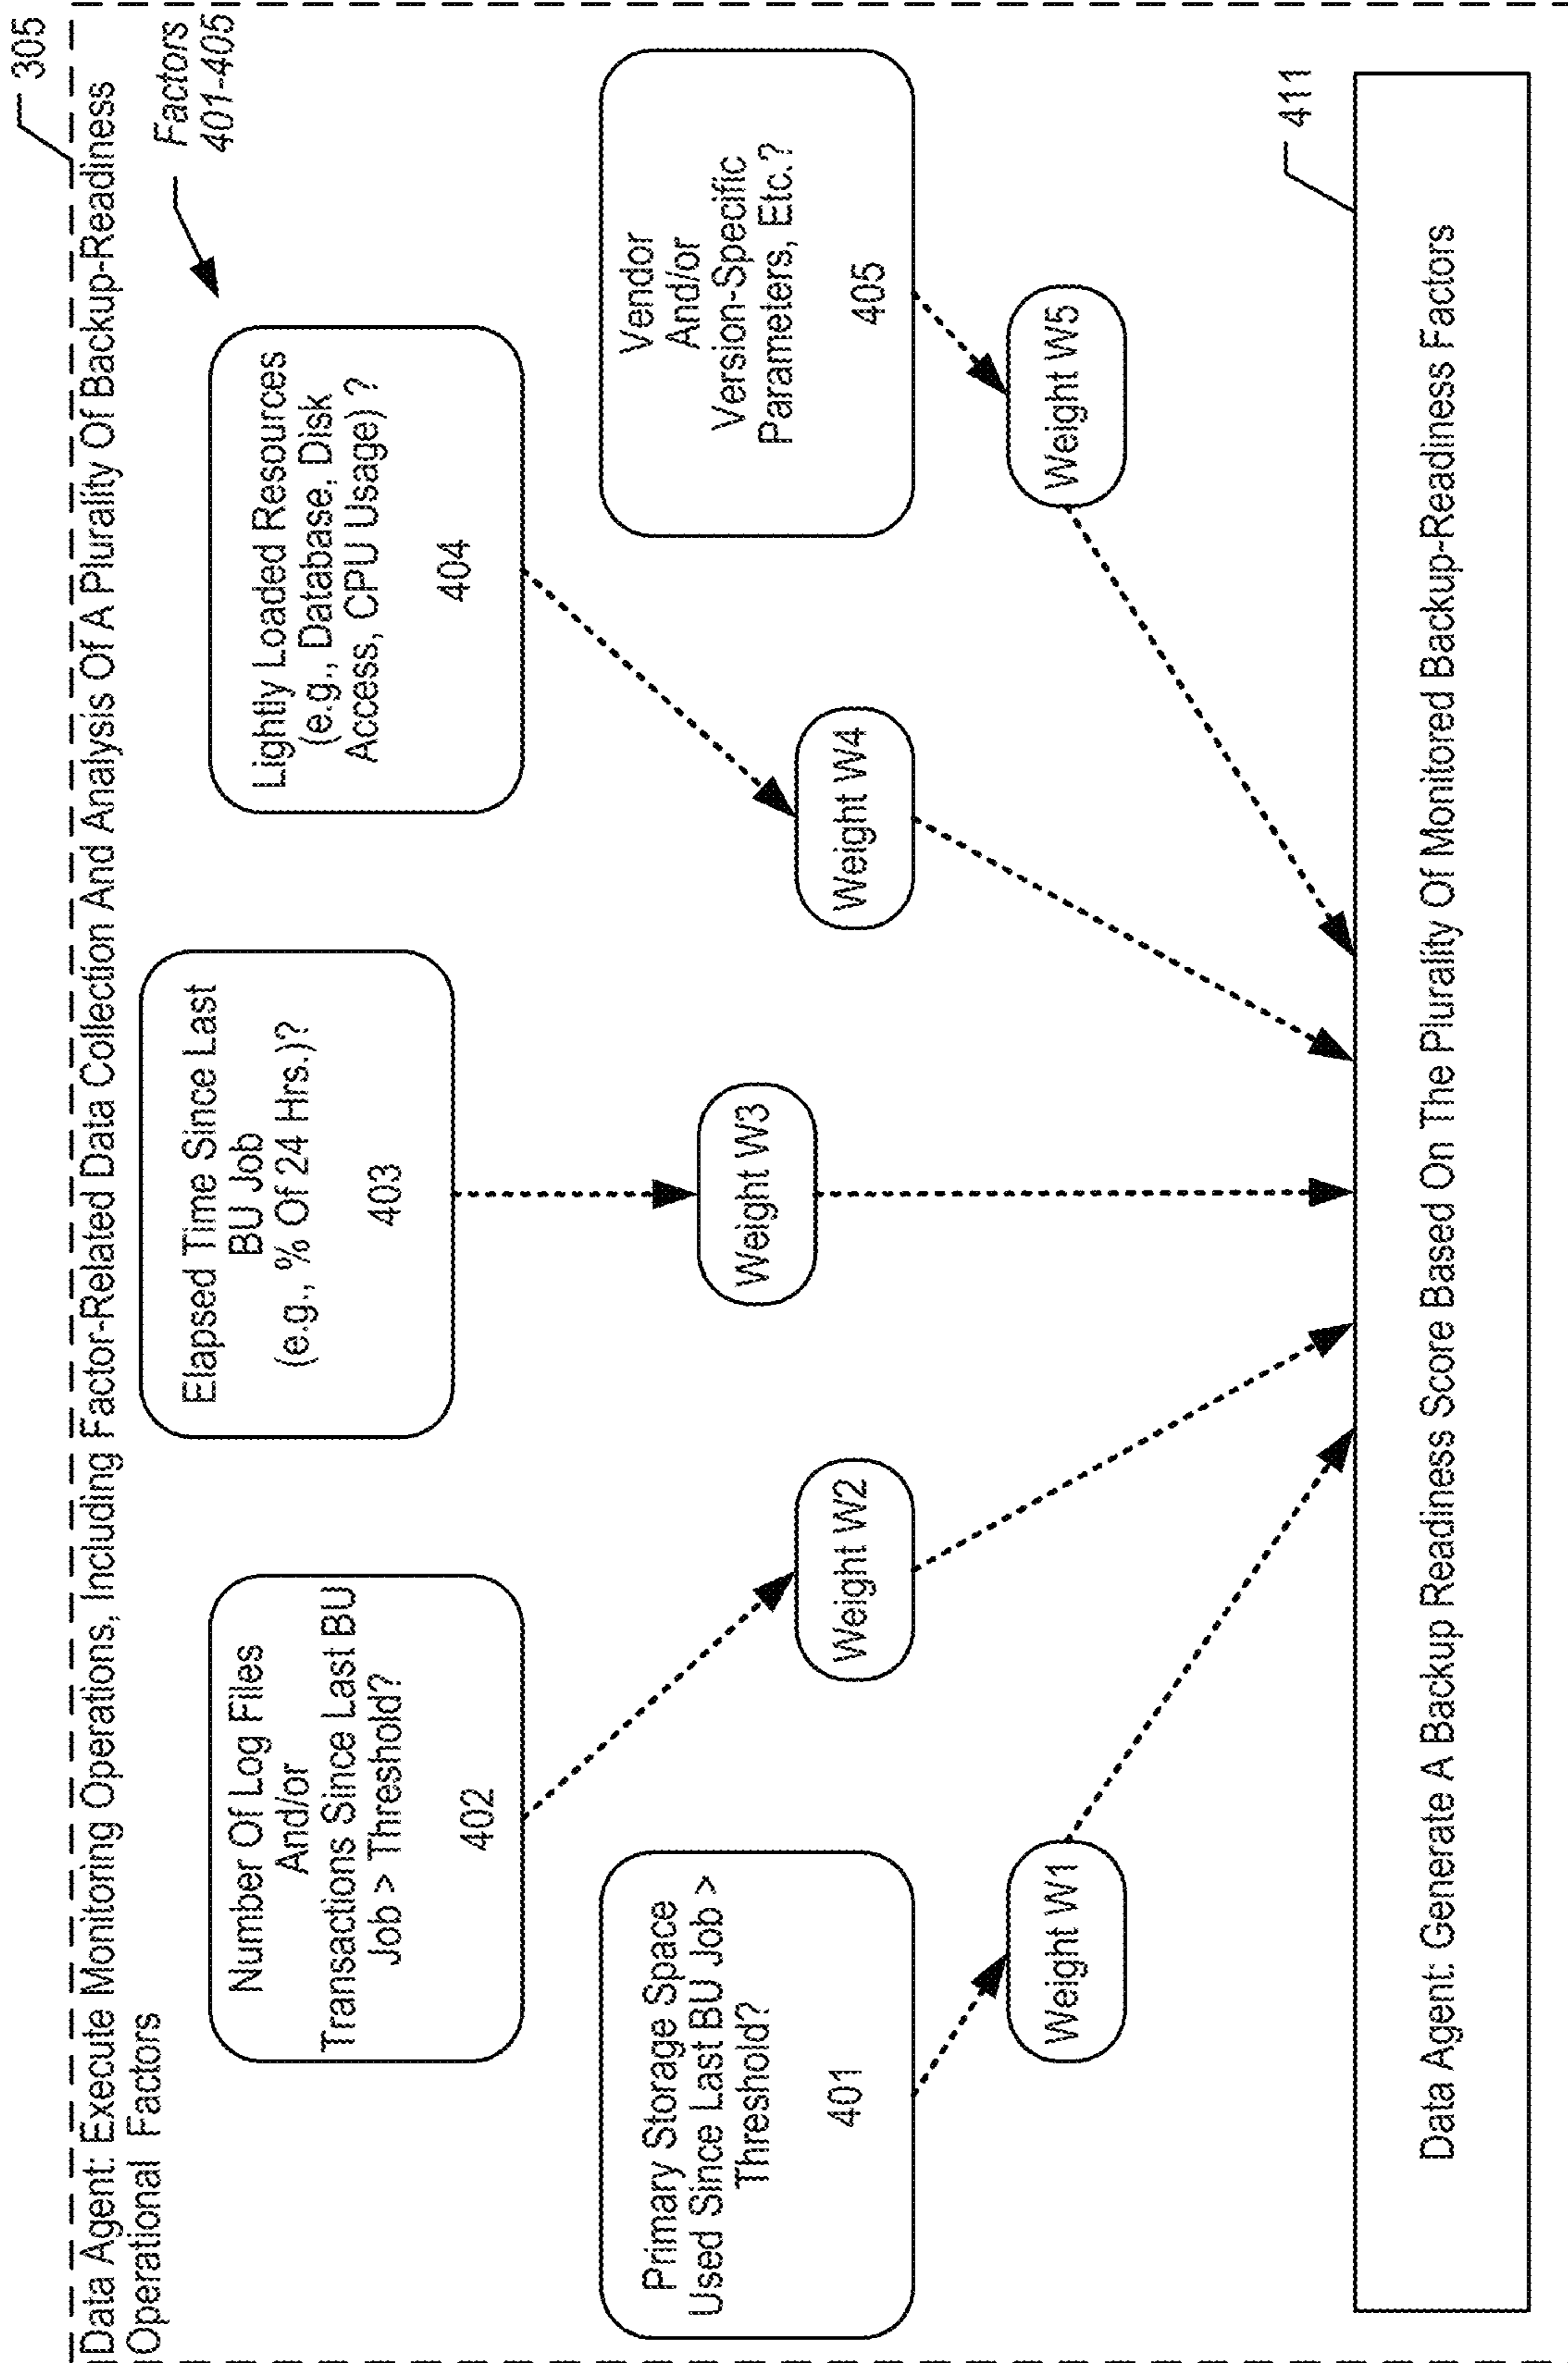 305
Data Agent: Execute Monitoring Operations, Including Factor-Related Data Collection And Analysis Of A Plurality Of Backup-Readiness
Operational Factors
Factors
401-405
Primary Storage Space
Used Since Last BU Job >
Threshold?
401
Number Of Log Files
And/or
Transactions Since Last BU
Job > Threshold?
402
Elapsed Time Since Last
BU Job
(e.g., % Of 24 Hrs.)?
403
Lightly Loaded Resources
(e.g., Database, Disk
Access, CPU Usage) ?
404
Vendor
And/or
Version-Specific
Parameters, Etc.?
405
Weight W1
Weight W2
Weight W3
Weight W4
Weight W5
411
Data Agent: Generate A Backup Readiness Score Based On The Plurality Of Monitored Backup-Readiness Factors